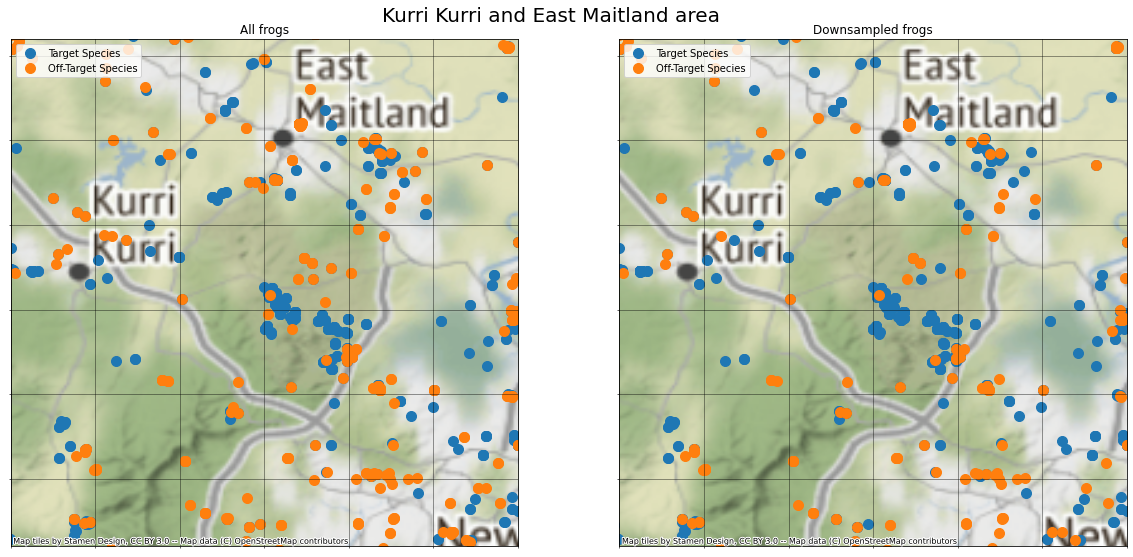 Kurri Kurri and East Maitland area
All frogs
Target Species
Off-Target Species
East
Maitland
Kurri
Kurri
New
Map tiles by Stamen Design, CC BY 3.0 -- Map data (C) OpenStreetMap contributors
Downsampled frogs
Target Species
Off-Target Species
East
Maitland
Kurri
Kurri
New
Map tiles by Stamen Design, CC BY 3.0 -- Map data (C) OpenStreetMap contributors